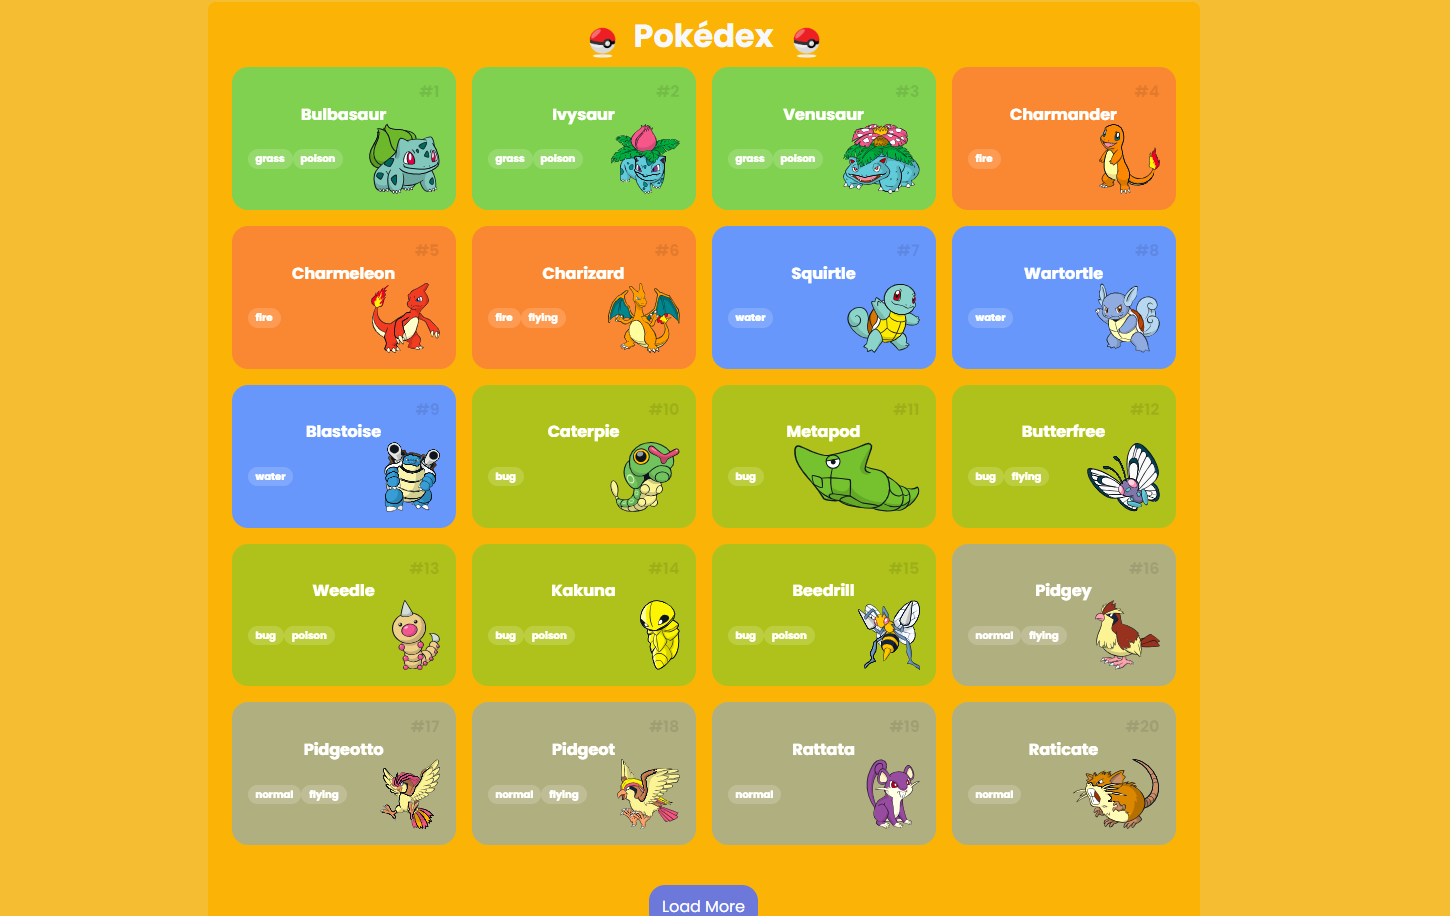 Pokédex
#1
Bulbasaur
grass poison
#2
Ivysaur
grass poison
#3
Venusaur
grass poison
#4
Charmander
fire
#5
Charmeleon
fire
#6
Charizard
fire flying
#7
Squirtle
water
#8
Wartortle
water
#9
Blastoise
water
#10
Caterpie
bug
#11
Metapod
bug
#12
Butterfree
bug flying
#13
Weedle
bug poison
#14
Kakuna
bug poison
#15
Beedrill
bug poison
#16
Pidgey
normal flying
#17
Pidgeotto
normal flying
#18
Pidgeot
normal flying
#19
Rattata
normal
#20
Raticate
normal
Load More